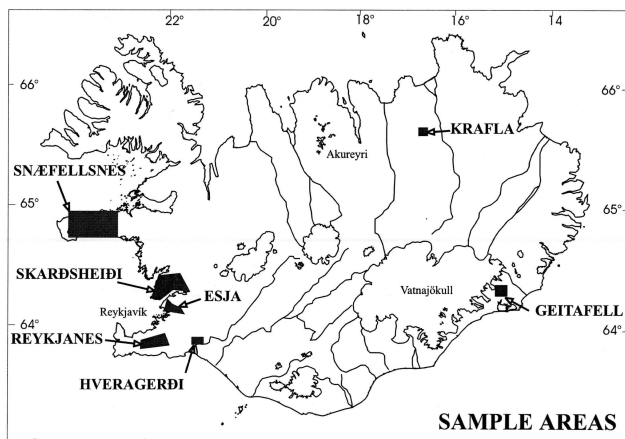 22°
20°
18°
16°
14°
66°
66°
KRAFLA
Akureyri
SNÆFELLSNES
65°
65°
SKARÐSHEIÐI
ESJA
Vatnajökull
Reykjavík
GEITAFELL
64°
64°
REYKJANES
HVERAGERÐI
SAMPLE AREAS